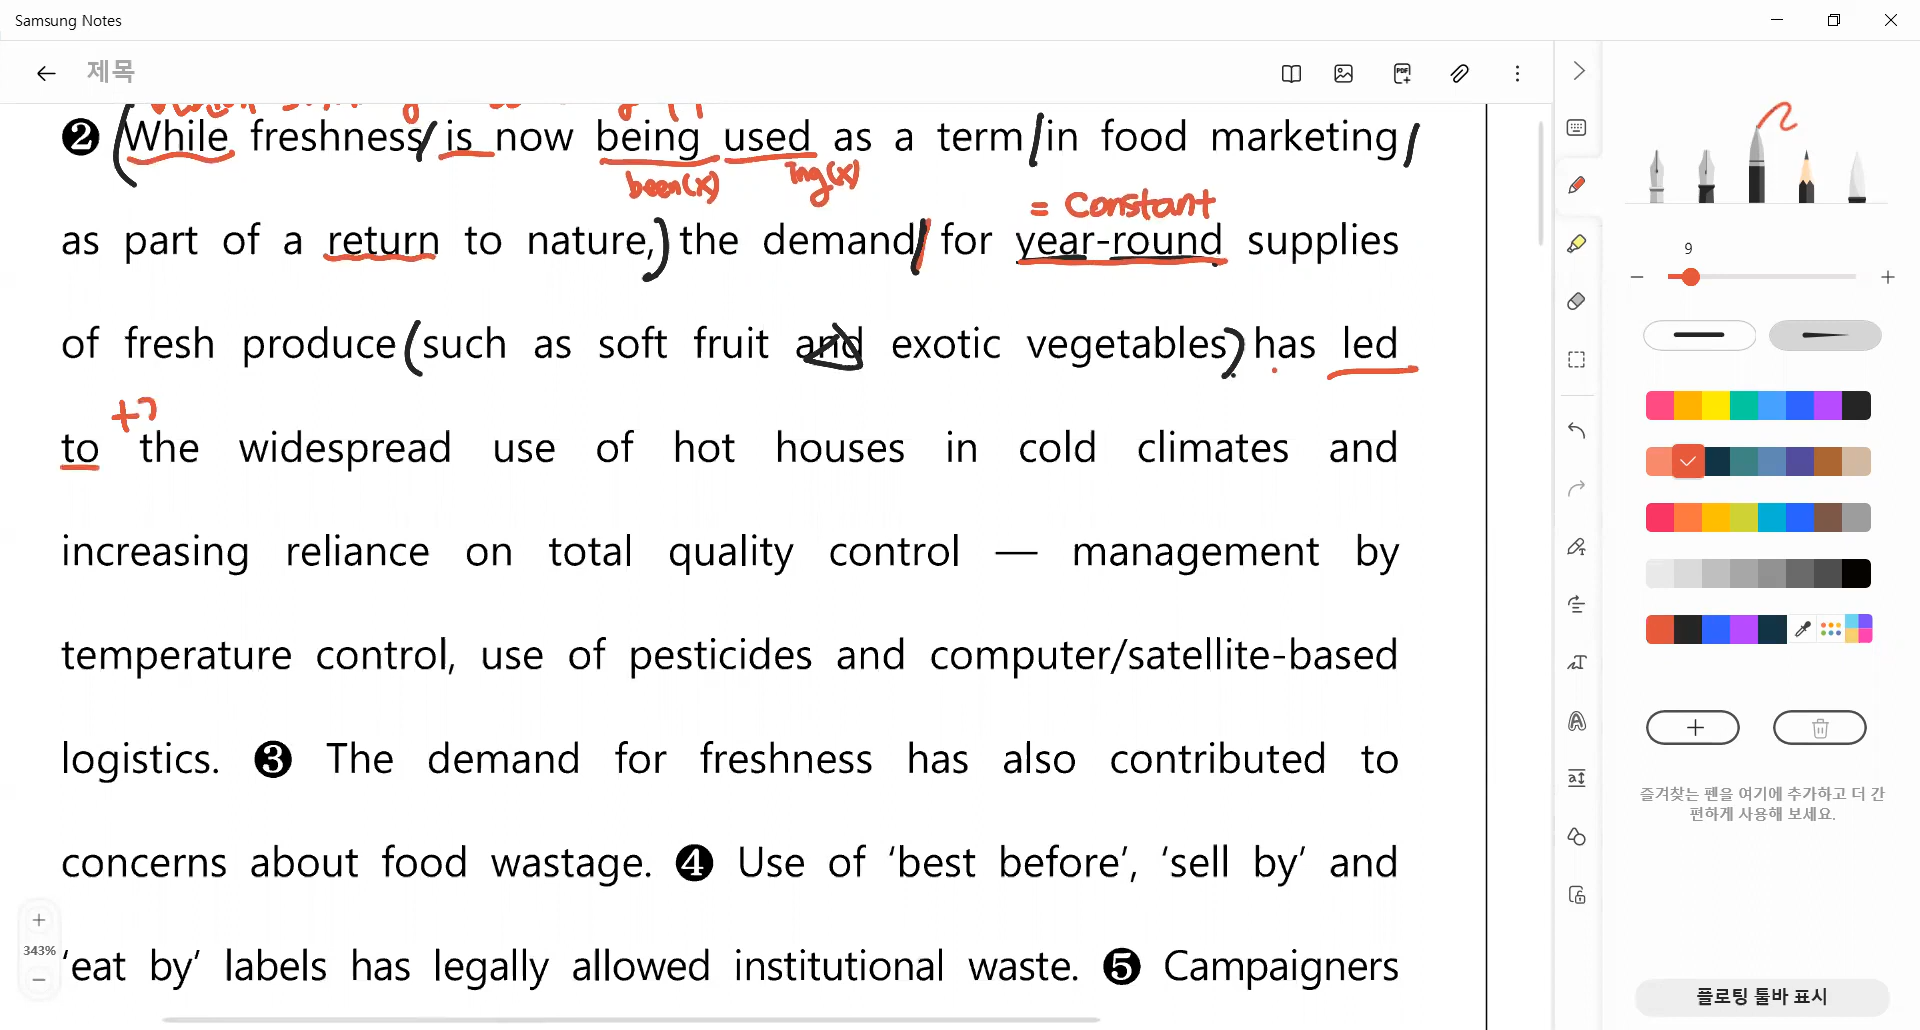 Samsung Notes
제목
❷ While freshness is now being used as a term in food marketing
been(x) ing(x)
= Constant
as part of a return to nature, the demand for year-round supplies
of fresh produce (such as soft fruit and exotic vegetables) has led
to the widespread use of hot houses in cold climates and
increasing reliance on total quality control — management by
temperature control, use of pesticides and computer/satellite-based
logistics. ❸ The demand for freshness has also contributed to
concerns about food wastage. ❹ Use of ‘best before’, ‘sell by’ and
‘eat by’ labels has legally allowed institutional waste. ❺ Campaigners
343%
PDF
9
즐겨찾는 펜을 여기에 추가하고 더 간
편하게 사용해 보세요.
플로팅 툴바 표시